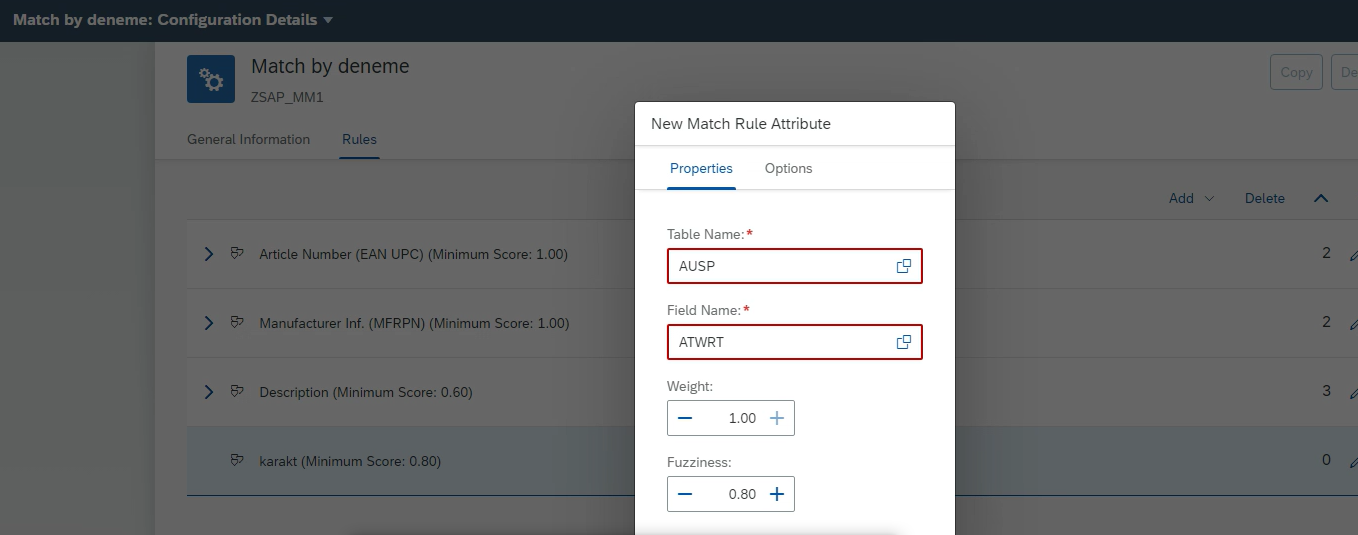 Match by deneme: Configuration Details
Match by deneme
ZSAP_MM1
Copy
De
General Information
Rules
Add
Delete
Article Number (EAN UPC) (Minimum Score: 1.00)
2
Manufacturer Inf. (MFRPN) (Minimum Score: 1.00)
2
Description (Minimum Score: 0.60)
3
karakt (Minimum Score: 0.80)
0
New Match Rule Attribute
Properties
Options
Table Name:*
AUSP
Field Name:*
ATWRT
Weight:
1.00
Fuzziness:
0.80